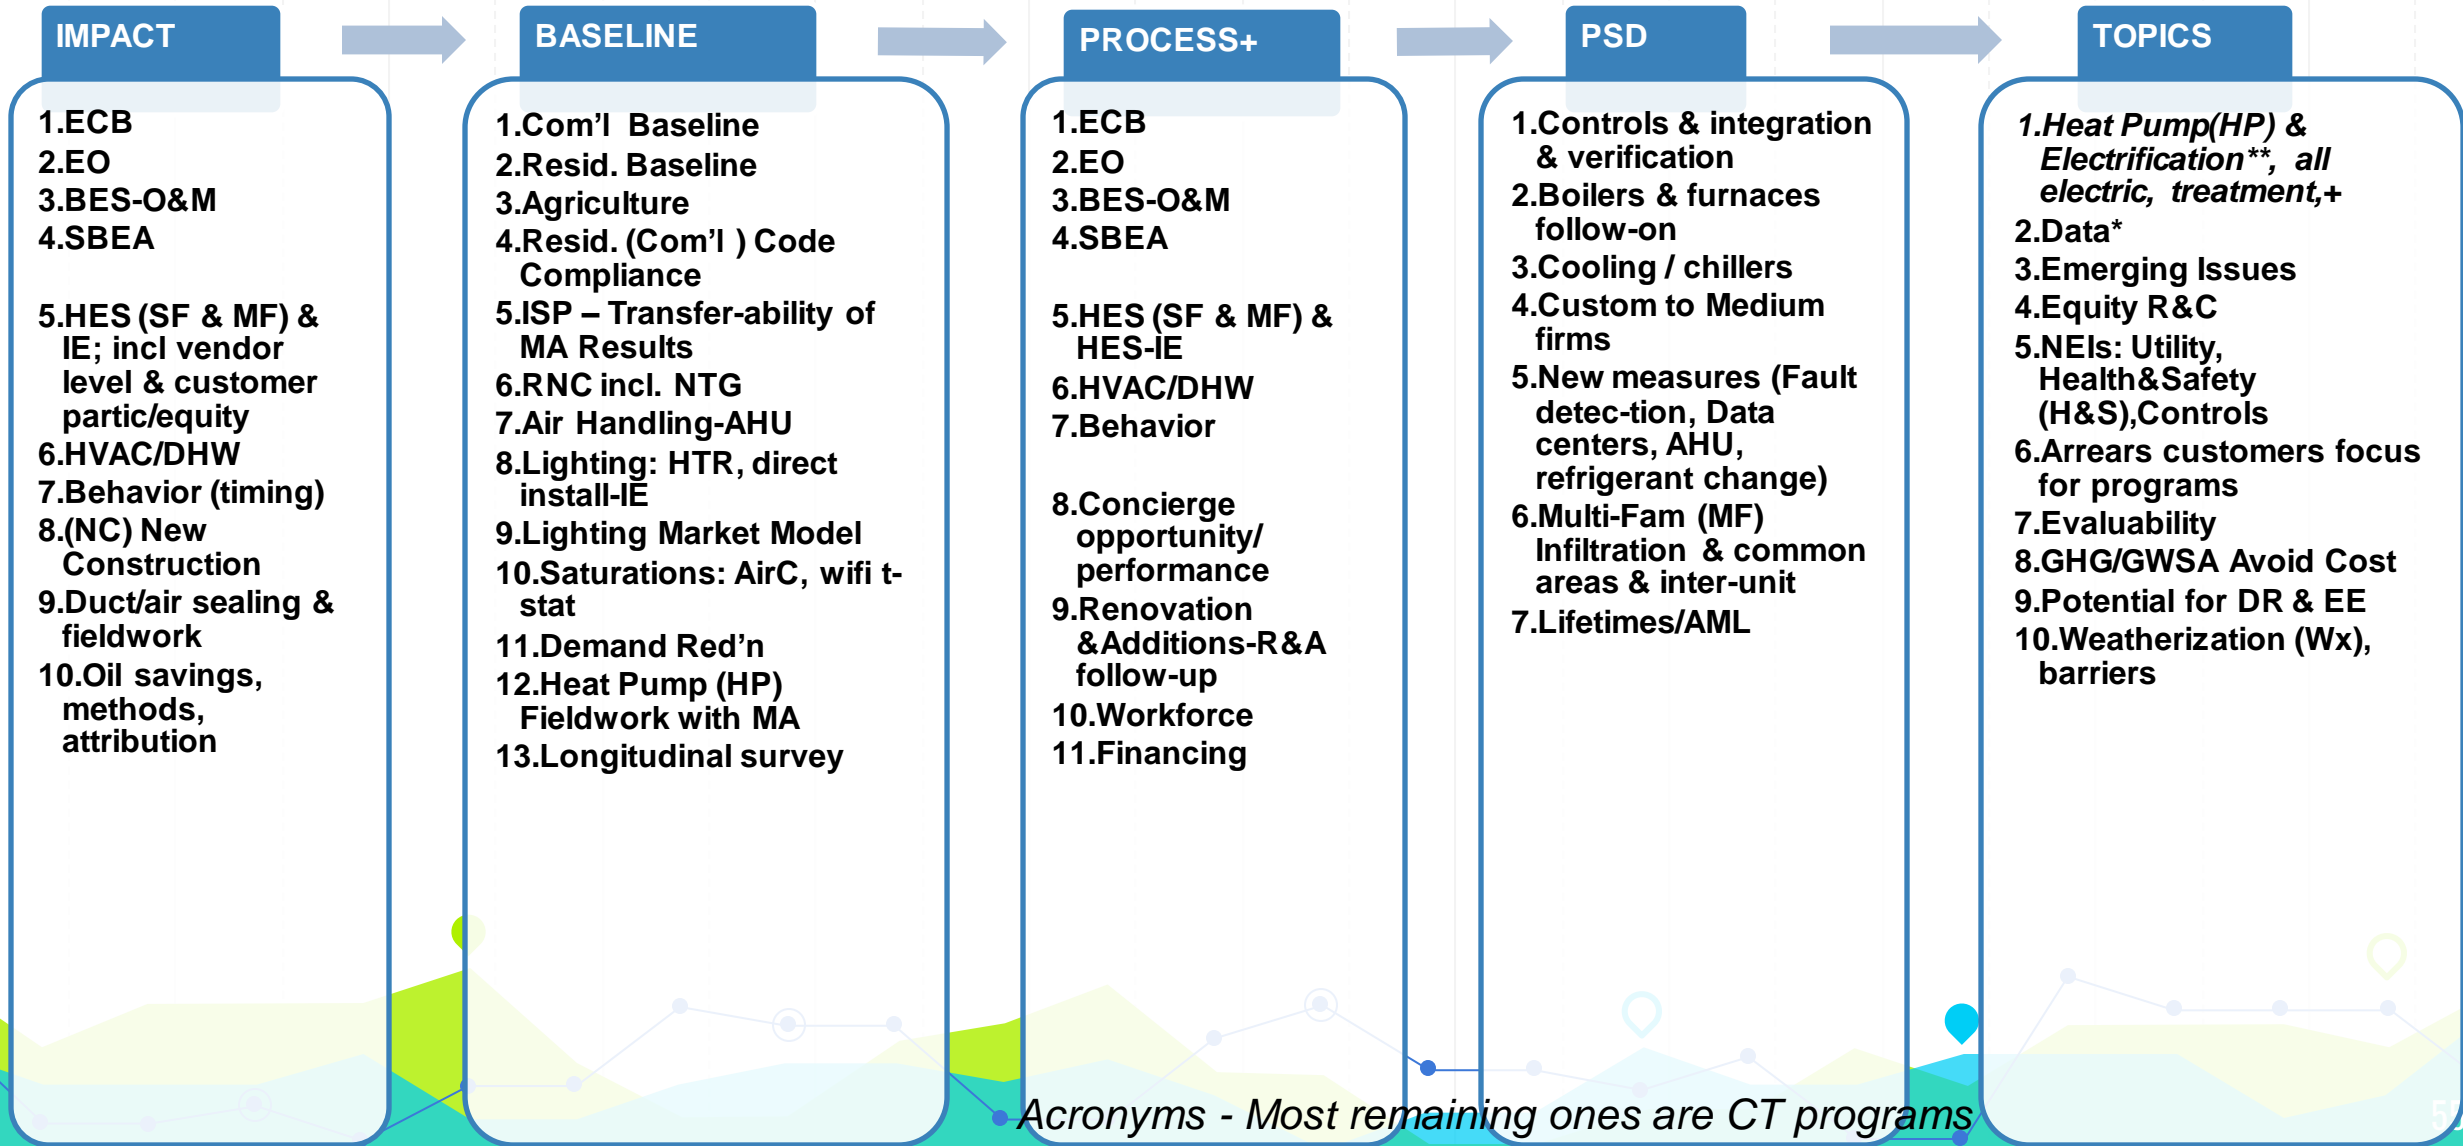 IMPACT
1.ECB
2.EO
3.BES-O&M
4.SBEA
5.HES (SF & MF) &
IE; incl vendor
level & customer
partic/equity
6.HVAC/DHW
7.Behavior (timing)
8.(NC) New
Construction
9.Duct/air sealing &
fieldwork
10.Oil savings,
methods,
attribution
BASELINE
1.Com'l Baseline
2.Resid. Baseline
3.Agriculture
4.Resid. (Com'l ) Code
Compliance
5.ISP – Transfer-ability of
MA Results
6.RNC incl. NTG
7.Air Handling-AHU
8.Lighting: HTR, direct
install-IE
9.Lighting Market Model
10.Saturations: AirC, wifi t-
stat
11.Demand Red'n
12.Heat Pump (HP)
Fieldwork with MA
13.Longitudinal survey
PROCESS+
1.ECB
2.EO
3.BES-O&M
4.SBEA
5.HES (SF & MF) &
HES-IE
6.HVAC/DHW
7.Behavior
8.Concierge
opportunity/
performance
9.Renovation
&Additions-R&A
follow-up
10.Workforce
11.Financing
PSD
1.Controls & integration
& verification
2.Boilers & furnaces
follow-on
3.Cooling / chillers
4.Custom to Medium
firms
5.New measures (Fault
detec-tion, Data
centers, AHU,
refrigerant change)
6.Multi-Fam (MF)
Infiltration & common
areas & inter-unit
7.Lifetimes/AML
TOPICS
1.Heat Pump(HP) &
Electrification**, all
electric, treatment,+
2.Data*
3.Emerging Issues
4.Equity R&C
5.NEIs: Utility,
Health&Safety
(H&S),Controls
6.Arrears customers focus
for programs
7.Evaluability
8.GHG/GWSA Avoid Cost
9.Potential for DR & EE
10.Weatherization (Wx),
barriers
Acronyms - Most remaining ones are CT programs